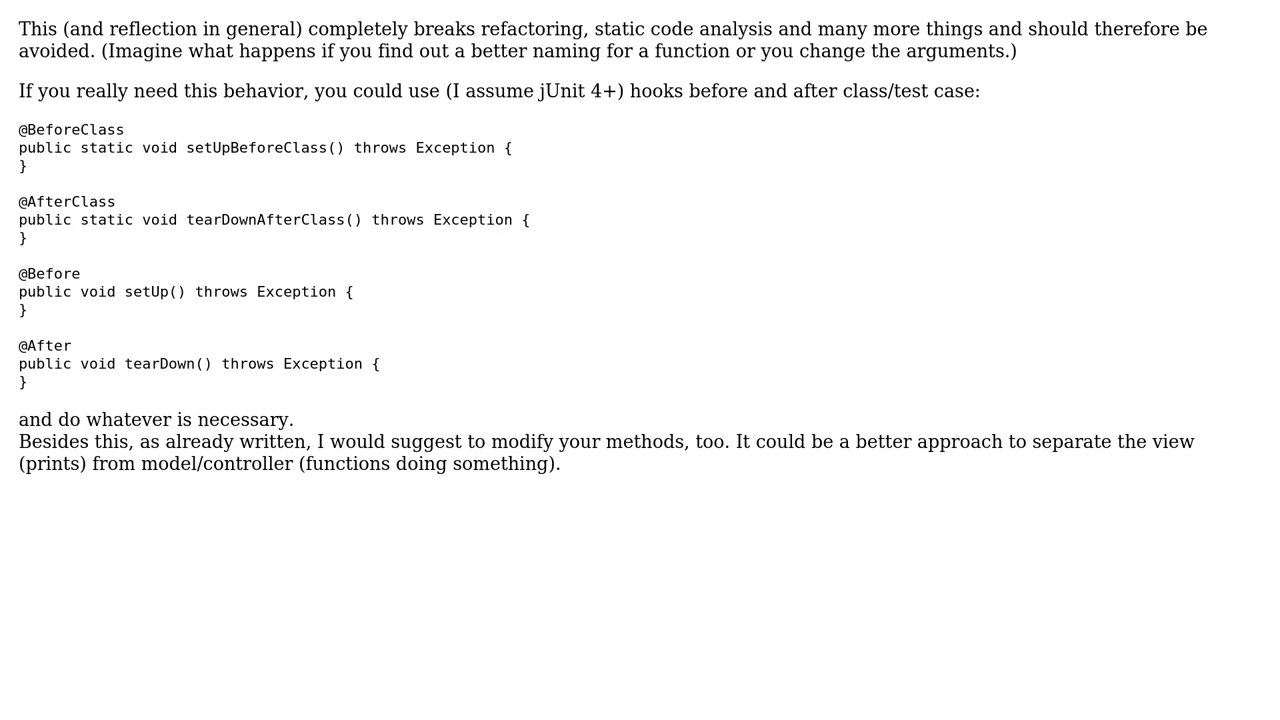 This (and reflection in general) completely breaks refactoring, static code analysis and many more things and should therefore be
avoided. (Imagine what happens if you find out a better naming for a function or you change the arguments.)
If you really need this behavior, you could use (I assume jUnit 4+) hooks before and after class/test case:
@BeforeClass
public static void setUpBeforeClass() throws Exception {
}
@AfterClass
public static void tearDownAfterClass() throws Exception {
}
@Before
public void setUp() throws Exception {
}
@After
public void tearDown() throws Exception {
}
and do whatever is necessary.
Besides this, as already written, I would suggest to modify your methods, too. It could be a better approach to separate the view
(prints) from model/controller (functions doing something).